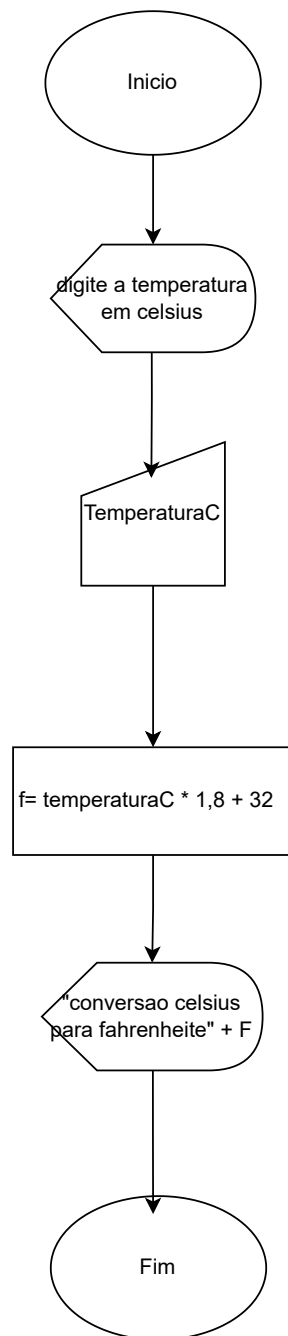 Inicio
digite a temperatura
em celsius
TemperaturaC
f= temperaturaC * 1,8 + 32
"conversao celsius
para fahrenheite" + F
Fim